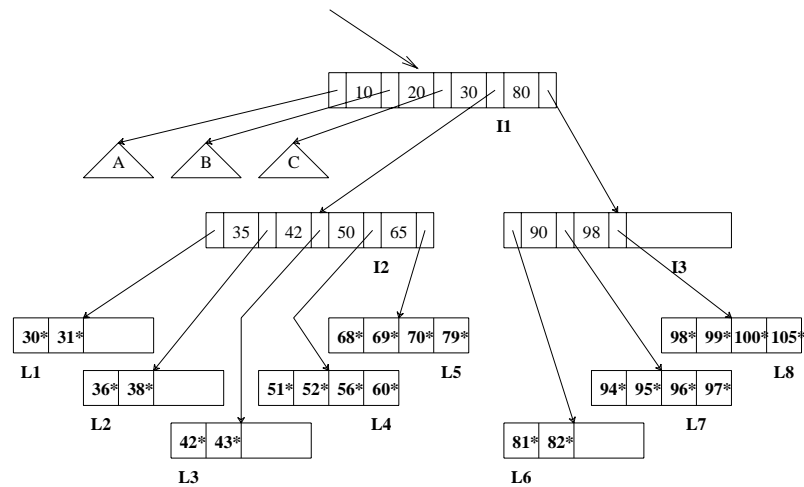 10 20 30 80
I1
A B C
35 42 50 65
I2
90 98
I3
30* 31*
L1
68* 69* 70* 79*
L5
98* 99* 100* 105*
L8
36* 38*
L2
51* 52* 56* 60*
L4
94* 95* 96* 97*
L7
42* 43*
L3
81* 82*
L6